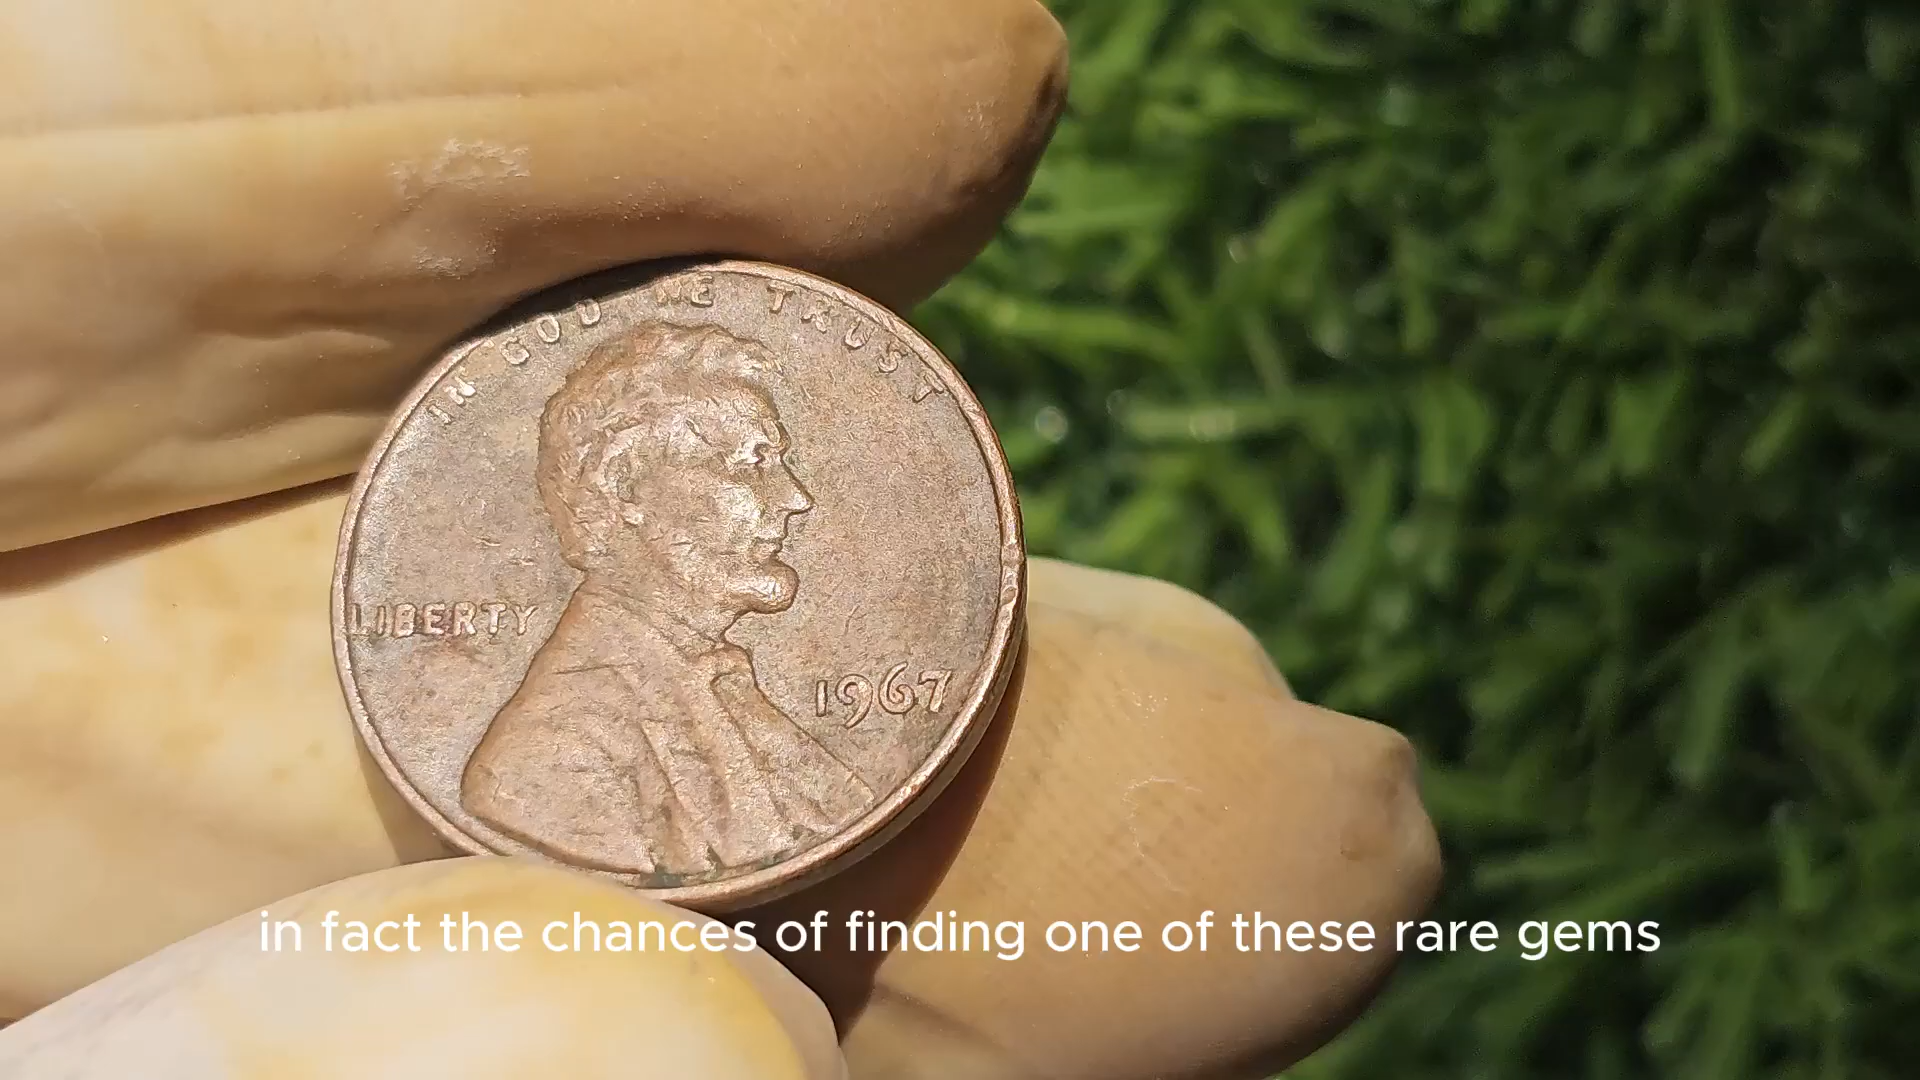 IN GOD WE TRUST
LIBERTY
1967
in fact the chances of finding one of these rare gems